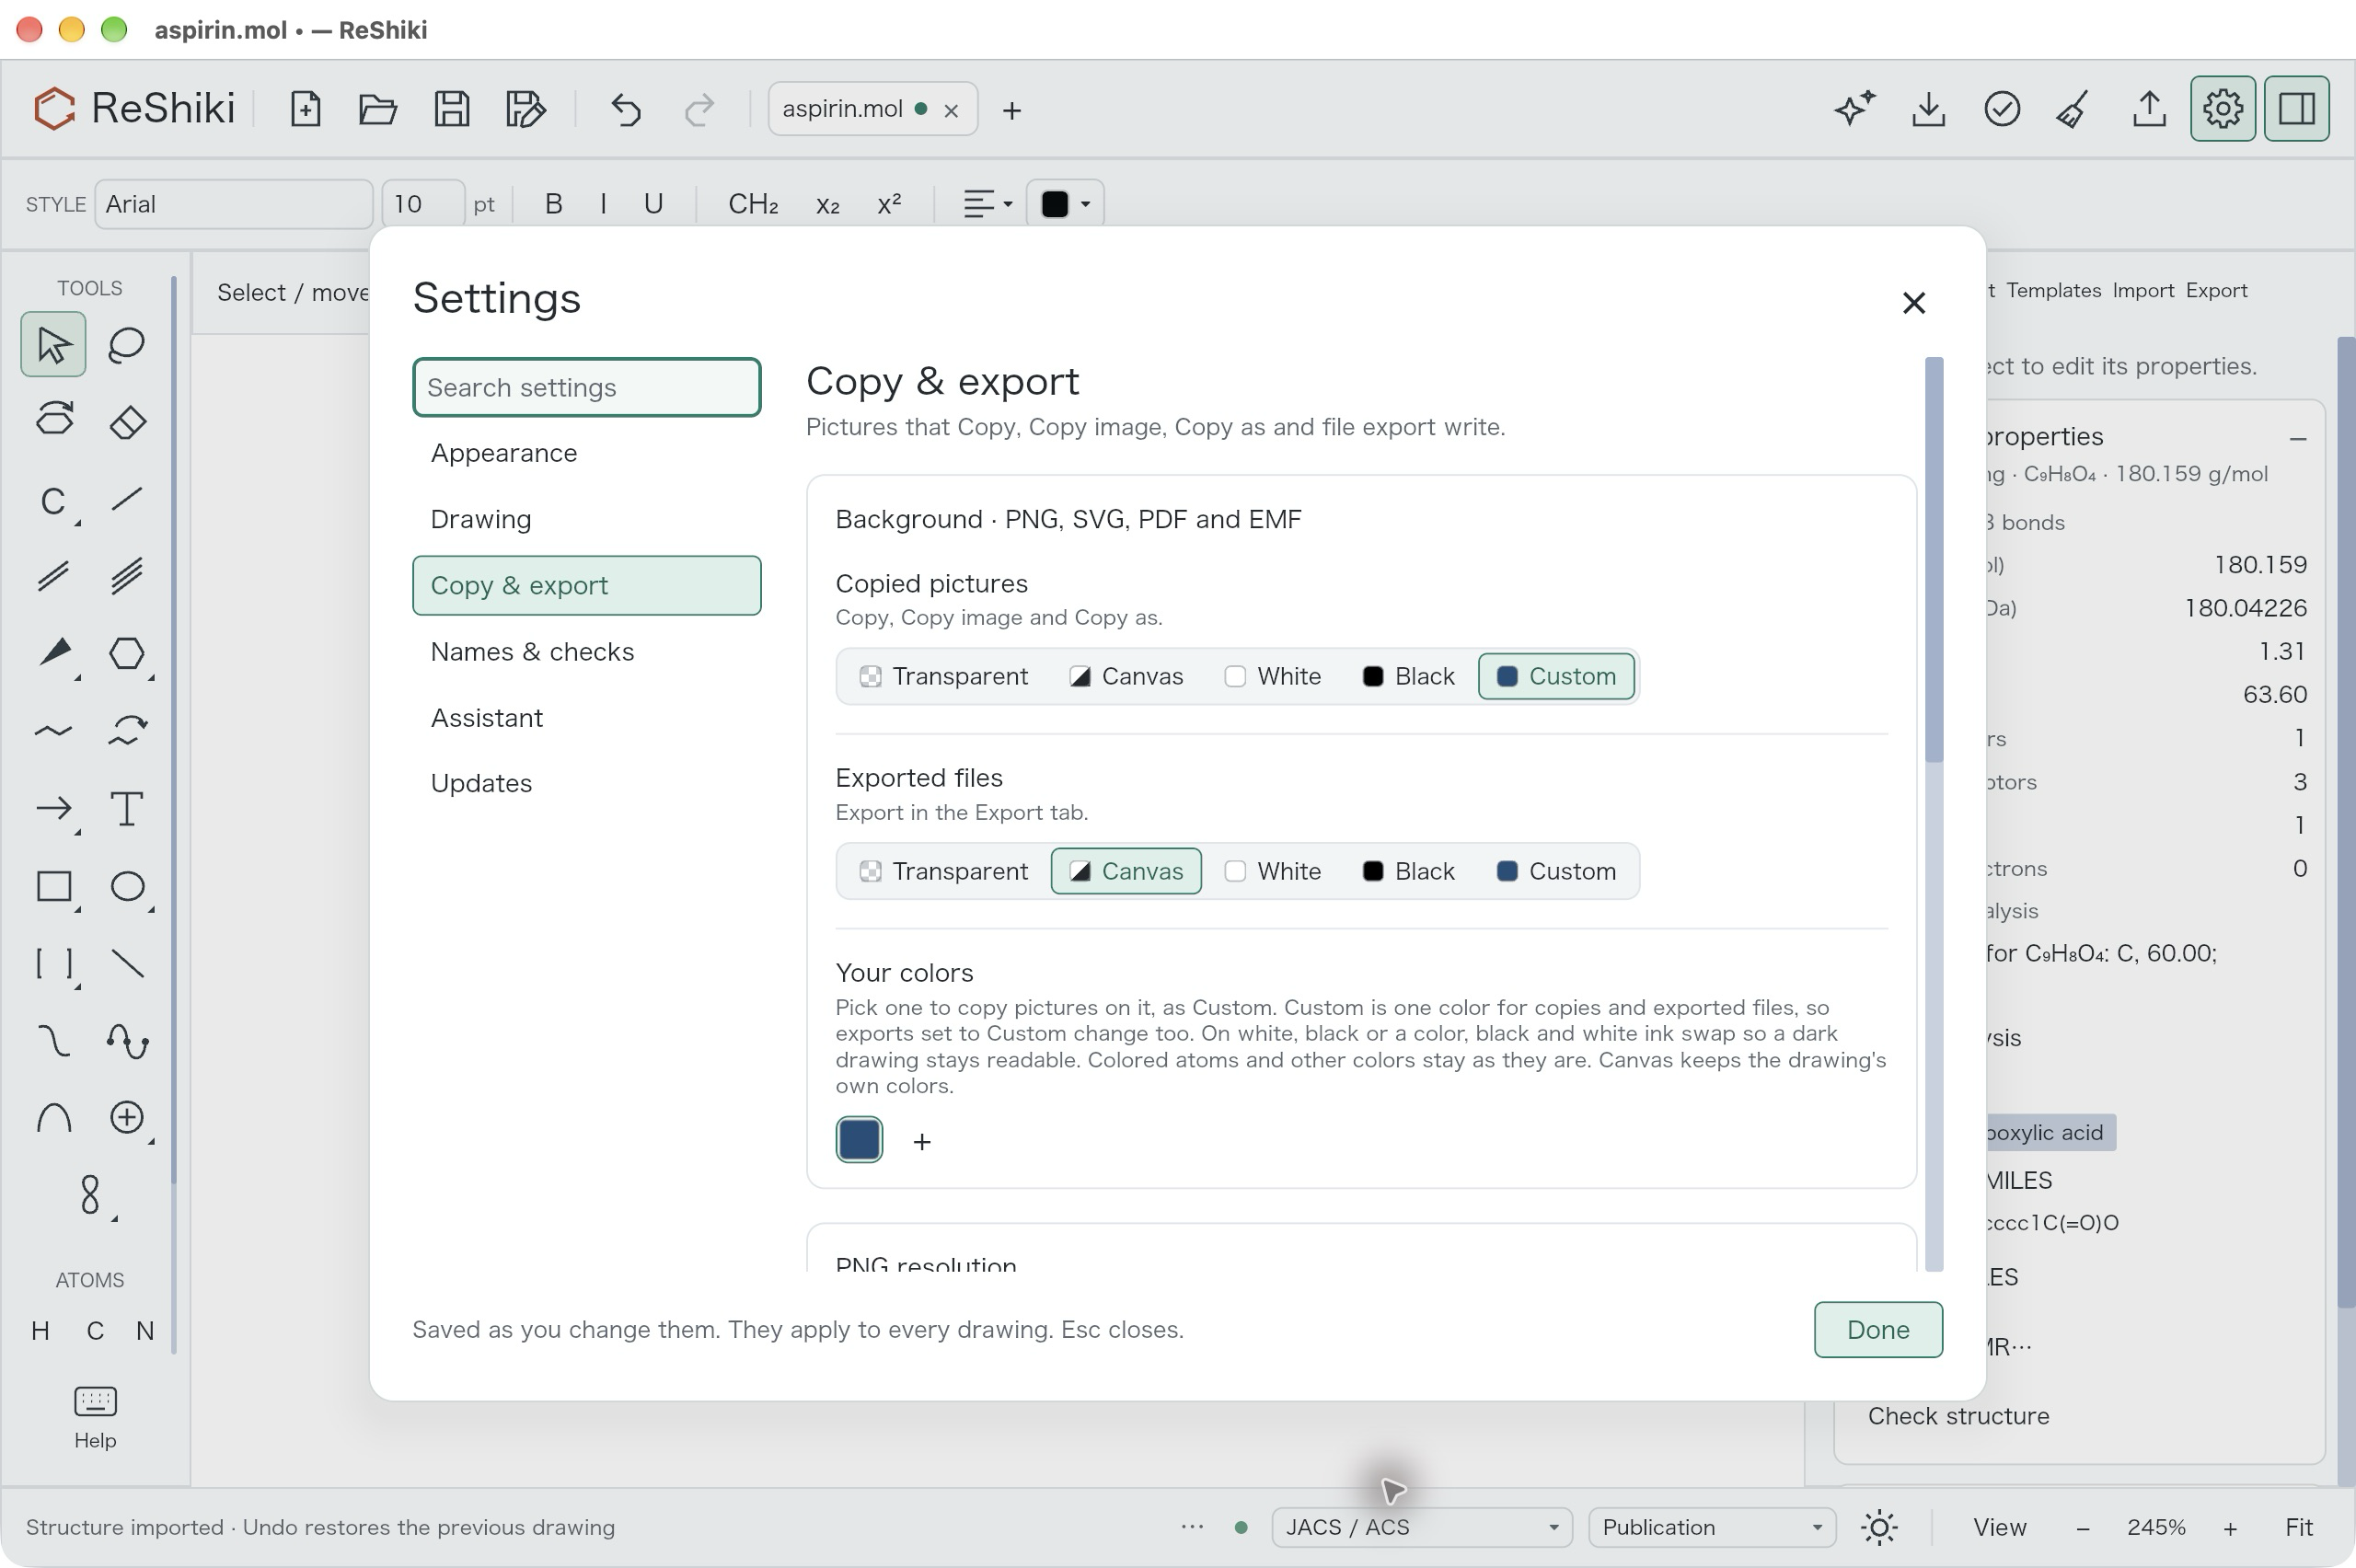 aspirin.mol • — ReShiki
ReShiki
aspirin.mol
STYLE Arial 10 pt B I U CH₂ x₂ x²
TOOLS
Select / move
C
T
ATOMS
H C N
Help
Settings
Search settings
Appearance
Drawing
Copy & export
Names & checks
Assistant
Updates
Copy & export
Pictures that Copy, Copy image, Copy as and file export write.
Background · PNG, SVG, PDF and EMF
Copied pictures
Copy, Copy image and Copy as.
Transparent Canvas White Black Custom
Exported files
Export in the Export tab.
Transparent Canvas White Black Custom
Your colors
Pick one to copy pictures on it, as Custom. Custom is one color for copies and exported files, so
exports set to Custom change too. On white, black or a color, black and white ink swap so a dark
drawing stays readable. Colored atoms and other colors stay as they are. Canvas keeps the drawing's
own colors.
+
PNG resolution
Saved as you change them. They apply to every drawing. Esc closes.
Done
Templates Import Export
to edit its properties.
properties
· C₉H₈O₄ · 180.159 g/mol
bonds
180.159
180.04226
1.31
63.60
1
3
1
0
for C₉H₈O₄: C, 60.00;
acid
cccc1C(=O)O
Check structure
Structure imported · Undo restores the previous drawing
··· JACS / ACS Publication View − 245% + Fit